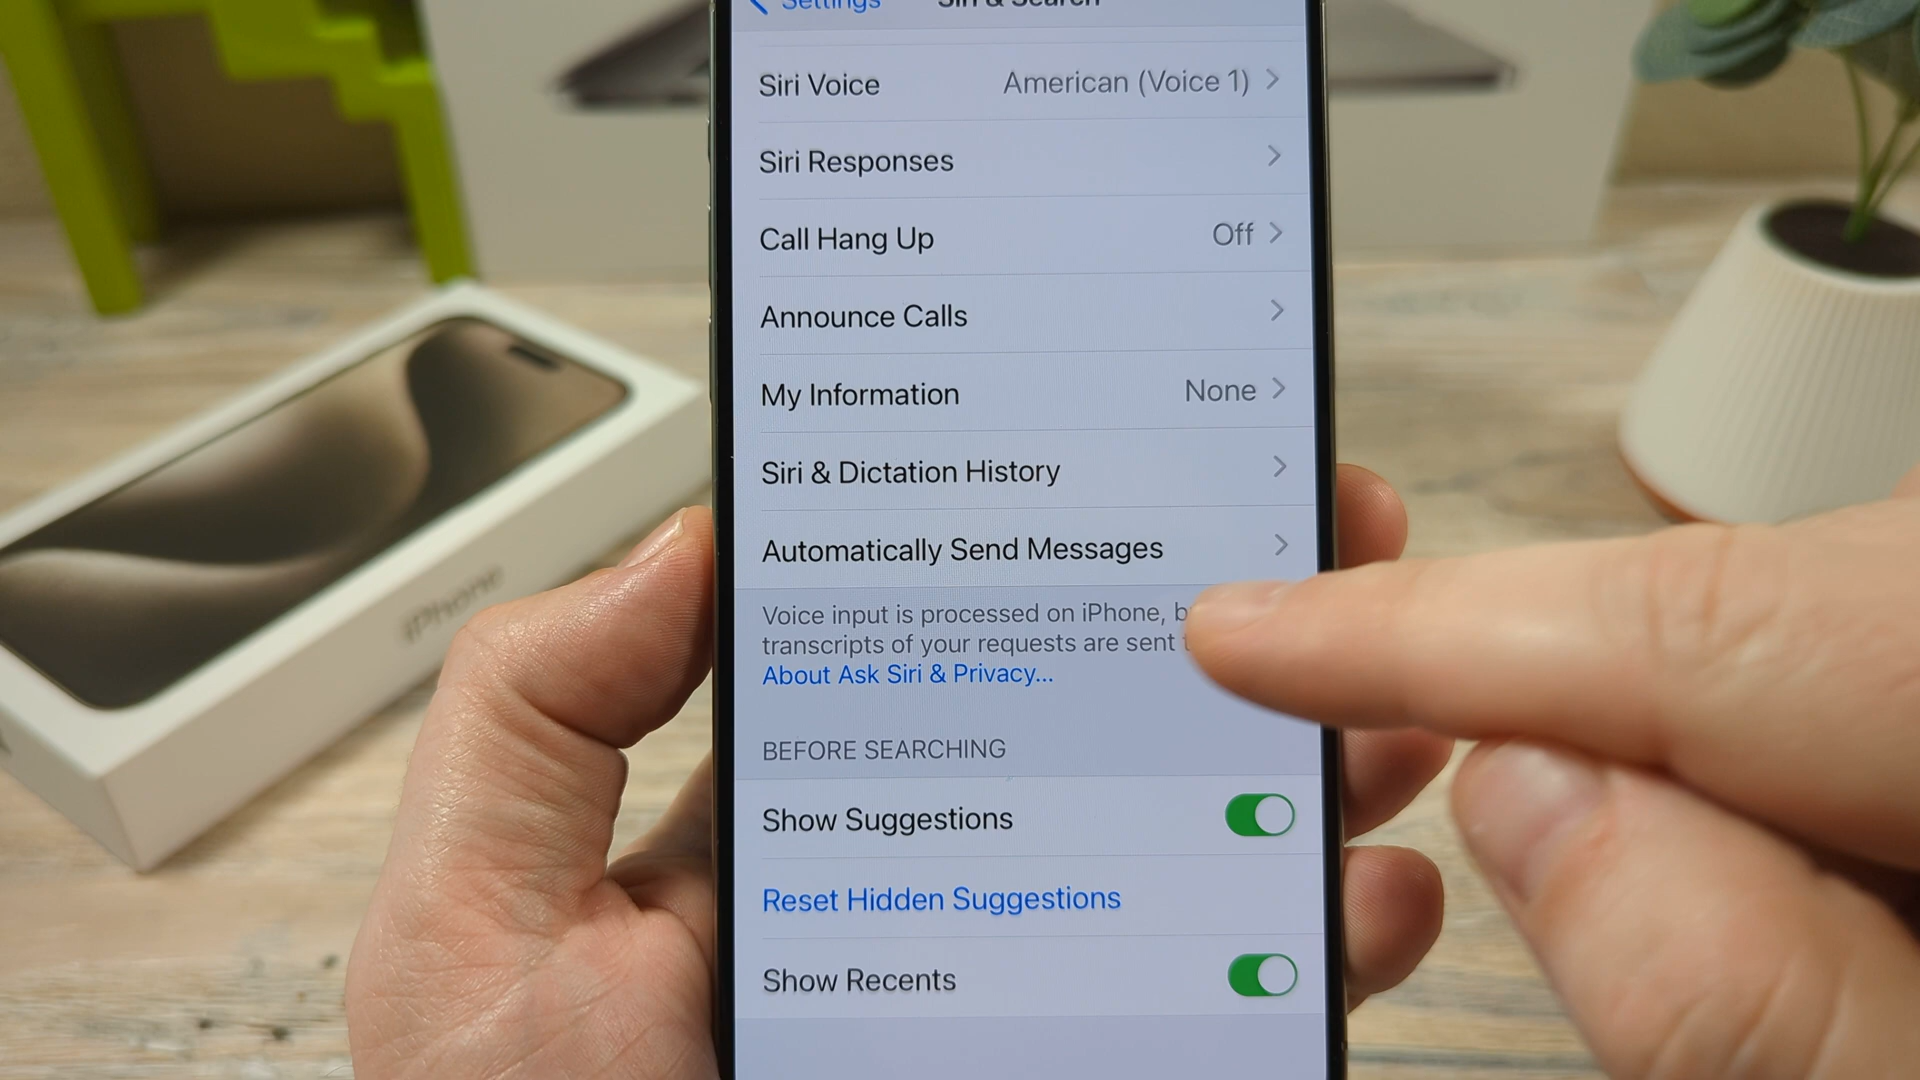 Settings
Siri & Search
Siri Voice
American (Voice 1)
Siri Responses
Call Hang Up
Off
Announce Calls
My Information
None
Siri & Dictation History
Automatically Send Messages
Voice input is processed on iPhone,
transcripts of your requests are sent
About Ask Siri & Privacy...
BEFORE SEARCHING
Show Suggestions
Reset Hidden Suggestions
Show Recents
iPhone